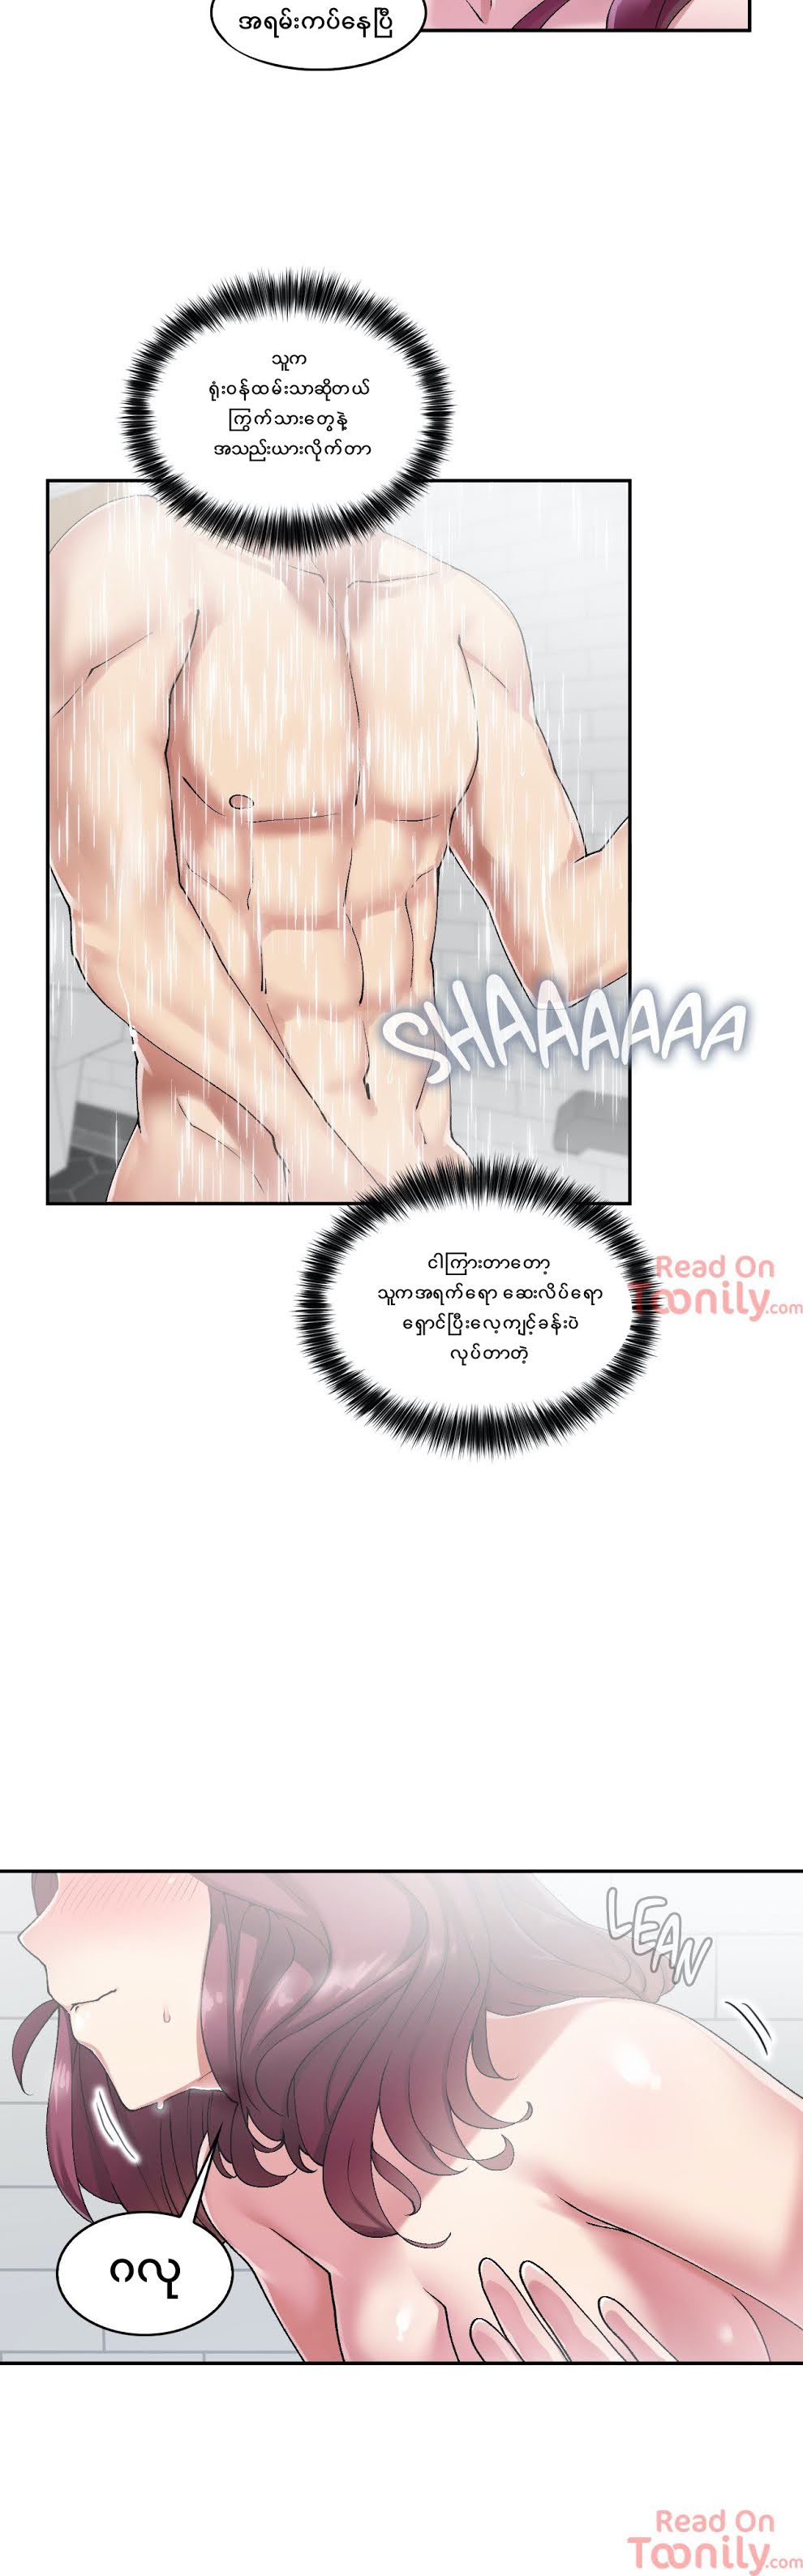 အရမ်းကပ်နေပြီ
သူက
ရုံးဝန်ထမ်းသာဆိုတယ်
ကြွက်သားတွေနဲ့
အသည်းယားလိုက်တာ
SHAAAAAAA
ငါကြားတာတော့
သူကအရက်ရော ဆေးလိပ်ရော
ရှောင်ပြီးလေ့ကျင့်ခန်းပဲ
လုပ်တာတဲ့
Read On
Toonily.com
LEAN
ဂလု
Read On
Toonily.com